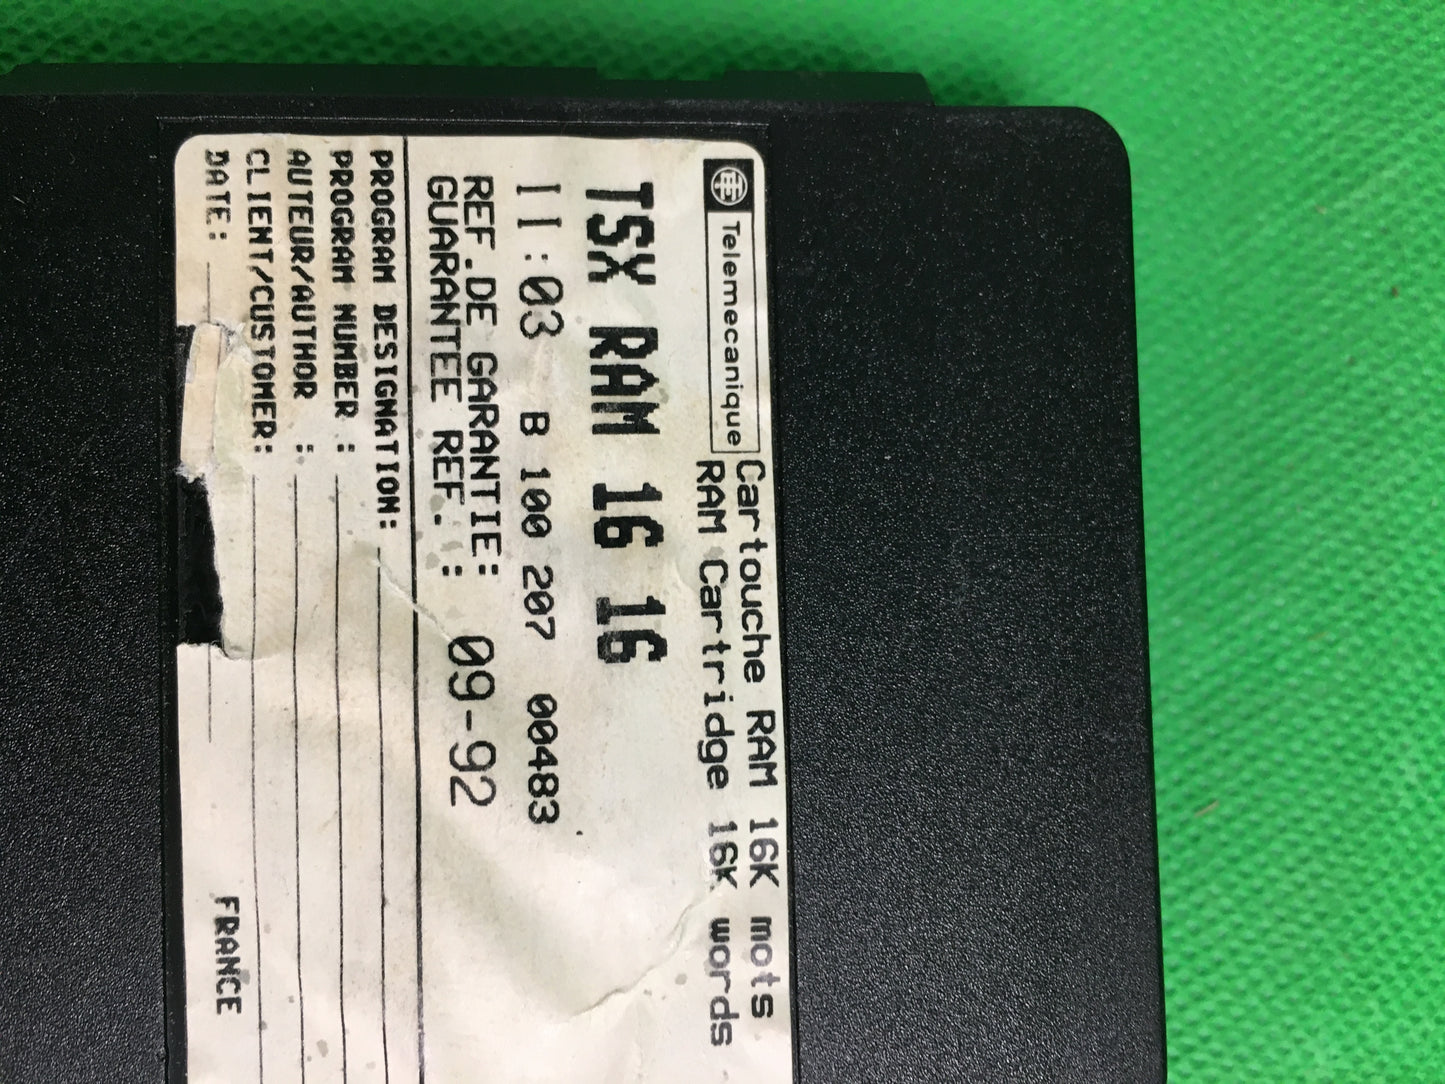 Telemecanique Cartouche RAM 16K mots
RAM Cartridge 16K words
TSX RAM 16 16
II:03 B 100 207 00483
REF.DE GARANTIE:
GUARANTEE REF. : 09-92
PROGRAM DESIGNATION:
PROGRAM NUMBER :
AUTEUR/AUTHOR :
CLIENT/CUSTOMER:
DATE: FRANCE